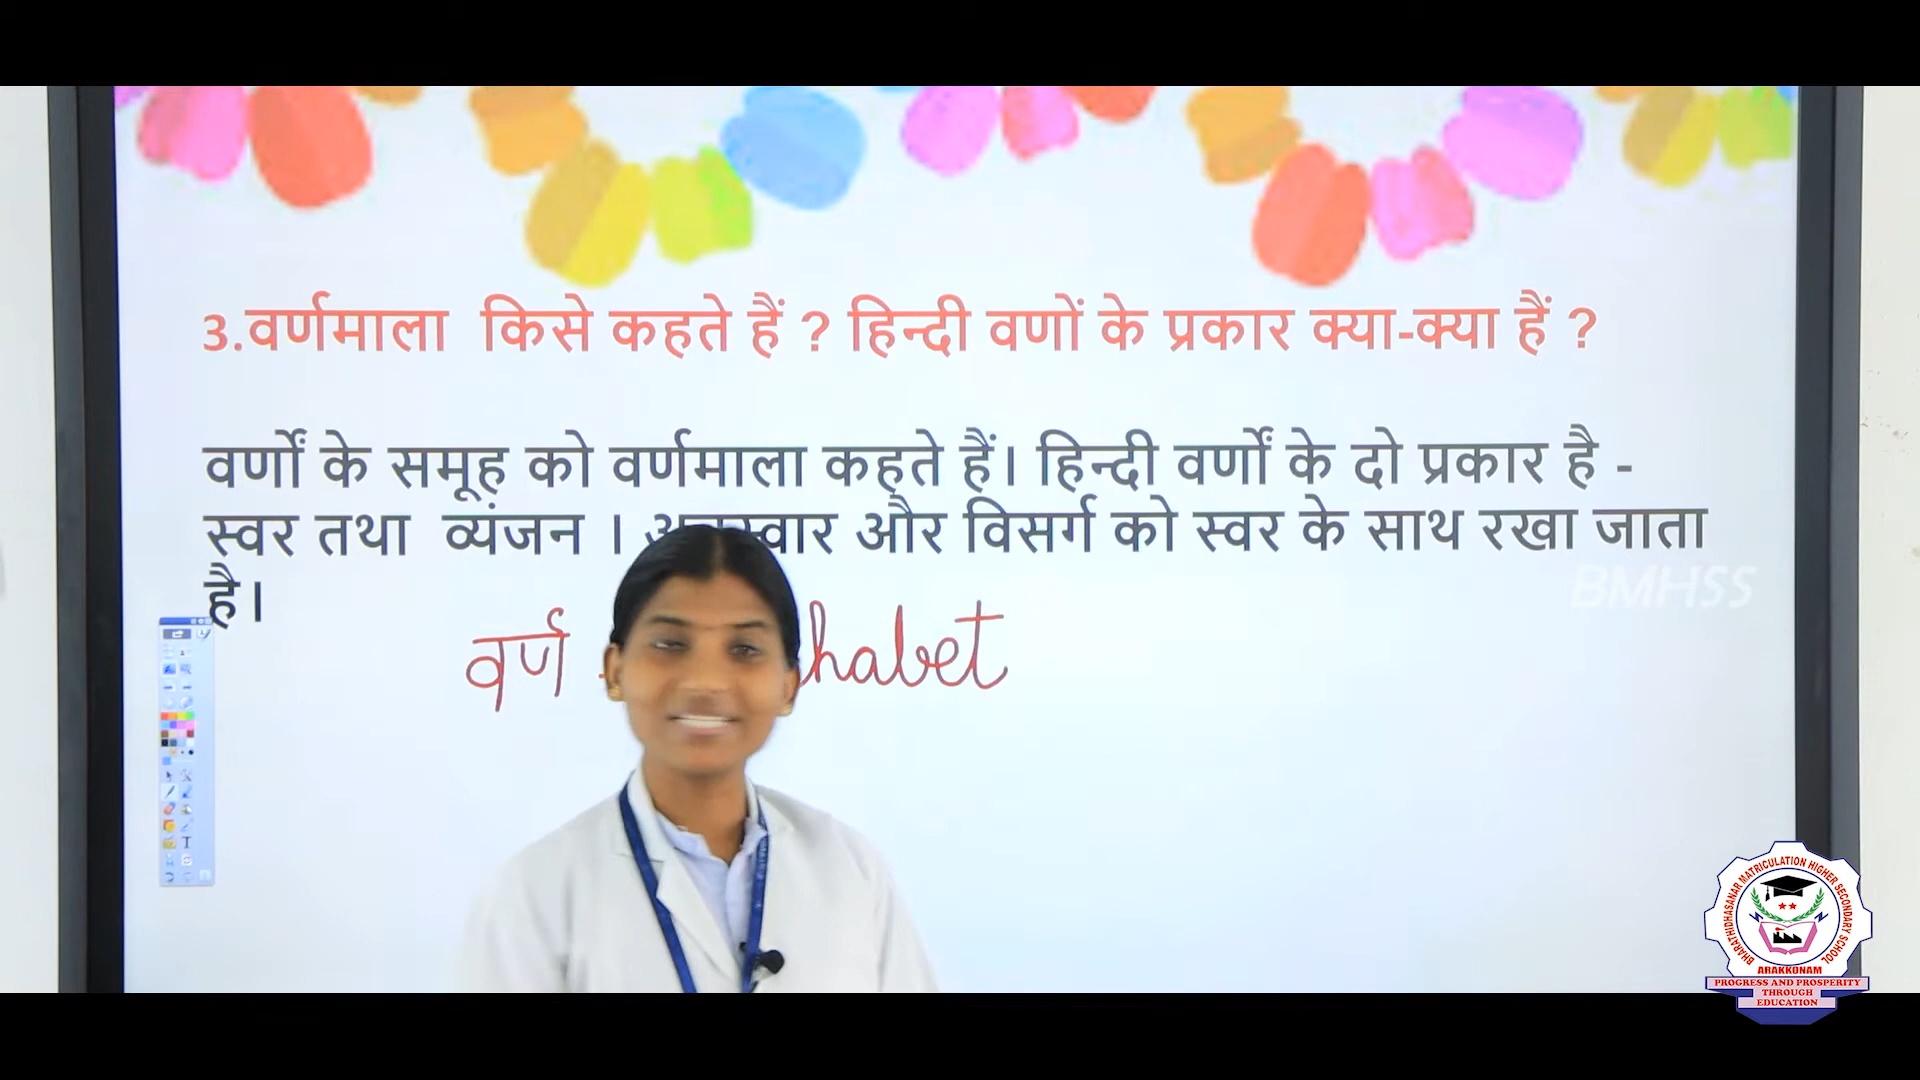 3.वर्णमाला किसे कहते हैं ? हिन्दी वणों के प्रकार क्या-क्या हैं ?
वर्णों के समूह को वर्णमाला कहते हैं। हिन्दी वर्णों के दो प्रकार है -
स्वर तथा व्यंजन । और विसर्ग को स्वर के साथ रखा जाता
है।
BMHSS
वर्ण
BHARATHIDHASANAR MATRICULATION HIGHER SECONDARY SCHOOL
ARAKKONAM
PROGRESS AND PROSPERITY
THROUGH
EDUCATION